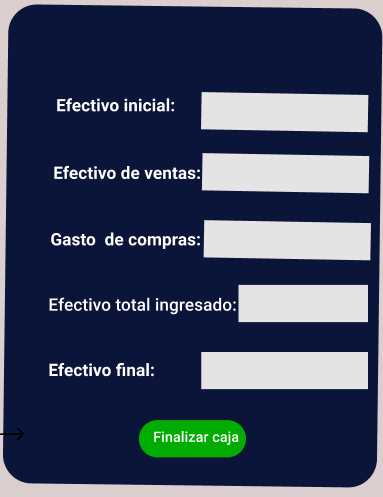 Efectivo inicial:
Efectivo de ventas:
Gasto  de compras:
Efectivo total ingresado:
Efectivo final:
Finalizar caja